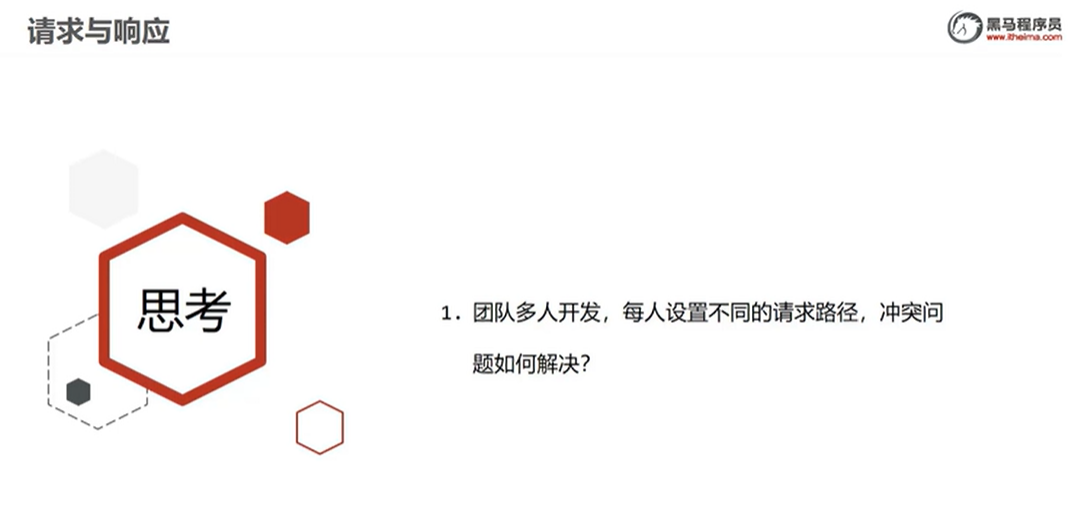 请求与响应
黑马程序员
www.itheima.com
思考
1. 团队多人开发，每人设置不同的请求路径，冲突问
题如何解决？